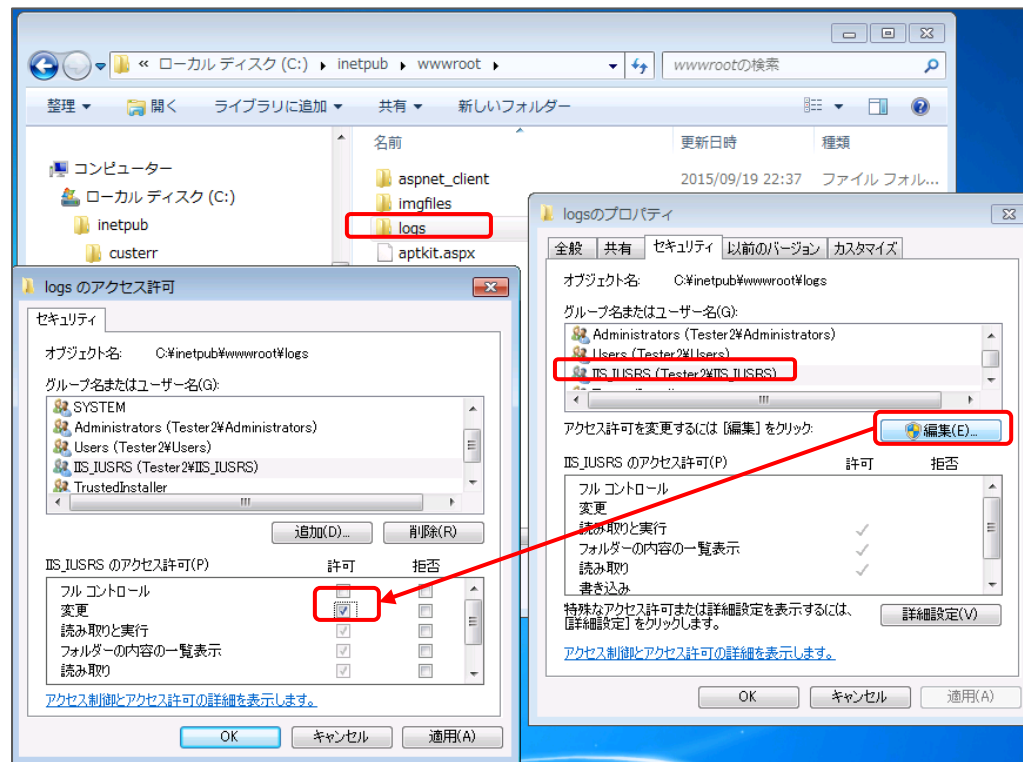 « ローカル ディスク (C:) ▸ inetpub ▸ wwwroot ▸
wwwrootの検索
整理 ▼ 開く ライブラリに追加 ▼ 共有 ▼ 新しいフォルダー
名前 更新日時 種類
コンピューター
ローカル ディスク (C:)
inetpub
custerr
aspnet_client 2015/09/19 22:37 ファイル フォル...
imgfiles
logs
aptkit.aspx
logsのプロパティ
全般 共有 セキュリティ 以前のバージョン カスタマイズ
オブジェクト名: C:¥inetpub¥wwwroot¥logs
グループ名またはユーザー名(G):
Administrators (Tester2¥Administrators)
Users (Tester2¥Users)
IIS_IUSRS (Tester2¥IIS_IUSRS)
アクセス許可を変更するには [編集] をクリック:
編集(E)...
IIS_IUSRS のアクセス許可(P) 許可 拒否
フル コントロール
変更
読み取りと実行
フォルダーの内容の一覧表示
読み取り
書き込み
特殊なアクセス許可または詳細設定を表示するには、
[詳細設定] をクリックします。
詳細設定(V)
アクセス制御とアクセス許可の詳細を表示します。
OK キャンセル 適用(A)
logs のアクセス許可
セキュリティ
オブジェクト名: C:¥inetpub¥wwwroot¥logs
グループ名またはユーザー名(G):
SYSTEM
Administrators (Tester2¥Administrators)
Users (Tester2¥Users)
IIS_IUSRS (Tester2¥IIS_IUSRS)
TrustedInstaller
追加(D)... 削除(R)
IIS_IUSRS のアクセス許可(P) 許可 拒否
フル コントロール
変更
読み取りと実行
フォルダーの内容の一覧表示
読み取り
アクセス制御とアクセス許可の詳細を表示します。
OK キャンセル 適用(A)